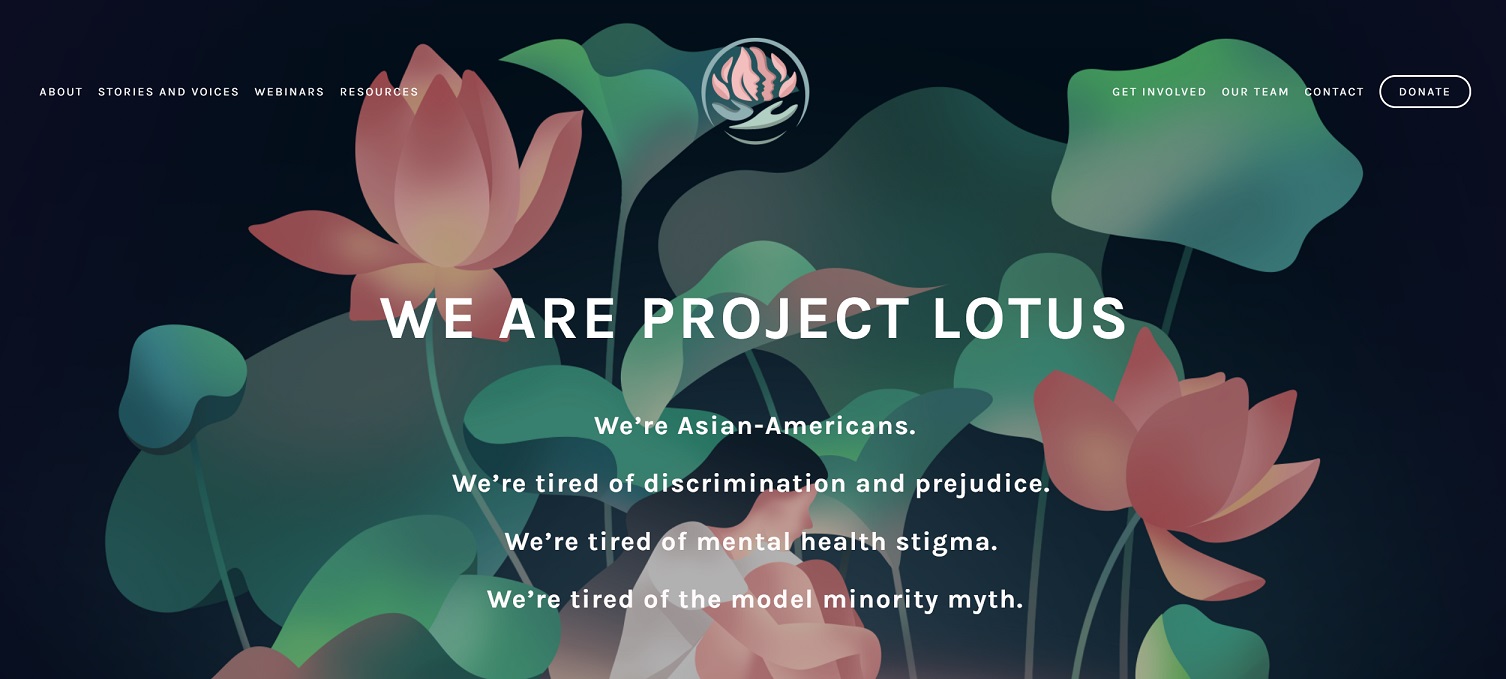 ABOUT STORIES AND VOICES WEBINARS RESOURCES GET INVOLVED OUR TEAM CONTACT DONATE
WE ARE PROJECT LOTUS
We’re Asian-Americans.
We’re tired of discrimination and prejudice.
We’re tired of mental health stigma.
We’re tired of the model minority myth.